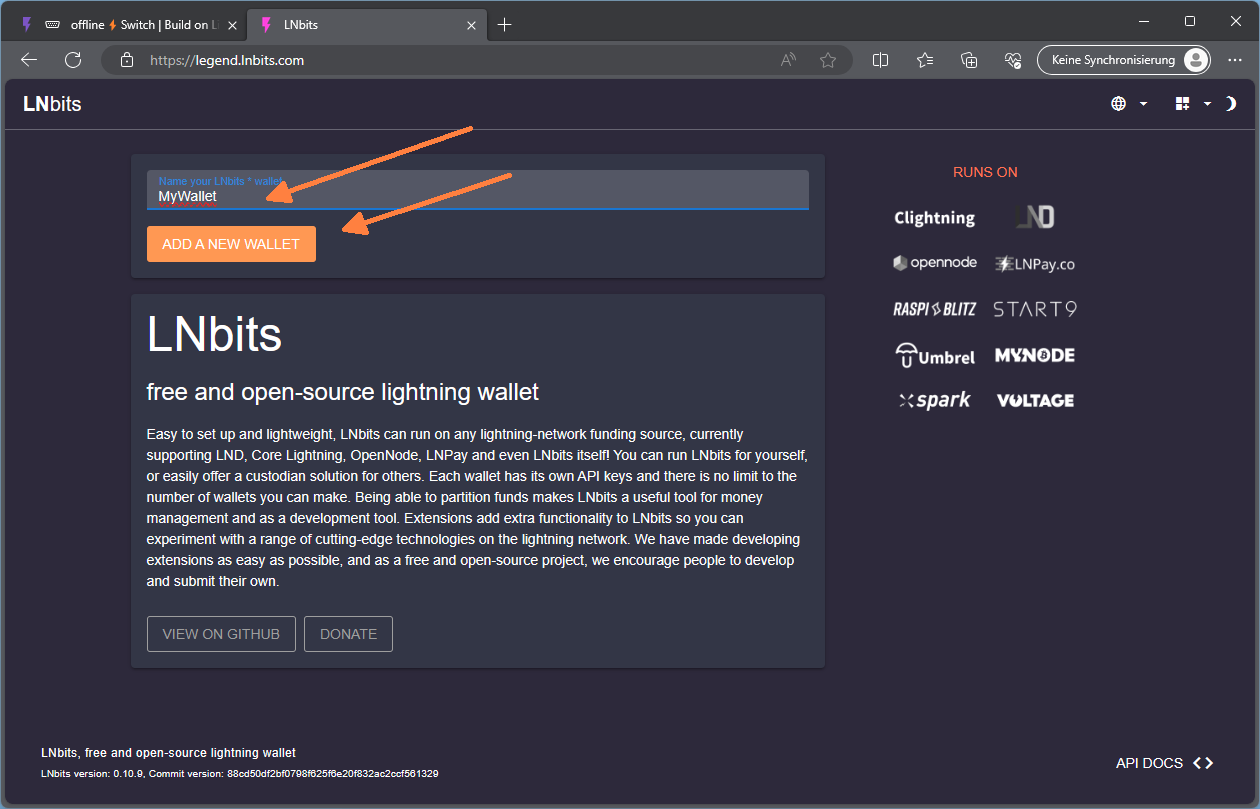 offline⚡Switch | Build on L
LNbits
https://legend.lnbits.com
Keine Synchronisierung
LNbits
Name your LNbits * wallet
MyWallet
ADD A NEW WALLET
RUNS ON
Clightning LND
opennode LNPay.co
RASPIBLITZ START9
Umbrel MYNODE
spark VOLTAGE
LNbits
free and open-source lightning wallet
Easy to set up and lightweight, LNbits can run on any lightning-network funding source, currently
supporting LND, Core Lightning, OpenNode, LNPay and even LNbits itself! You can run LNbits for yourself,
or easily offer a custodian solution for others. Each wallet has its own API keys and there is no limit to the
number of wallets you can make. Being able to partition funds makes LNbits a useful tool for money
management and as a development tool. Extensions add extra functionality to LNbits so you can
experiment with a range of cutting-edge technologies on the lightning network. We have made developing
extensions as easy as possible, and as a free and open-source project, we encourage people to develop
and submit their own.
VIEW ON GITHUB DONATE
LNbits, free and open-source lightning wallet
LNbits version: 0.10.9, Commit version: 88cd50df2bf0798f625f6e20f832ac2ccf561329
API DOCS